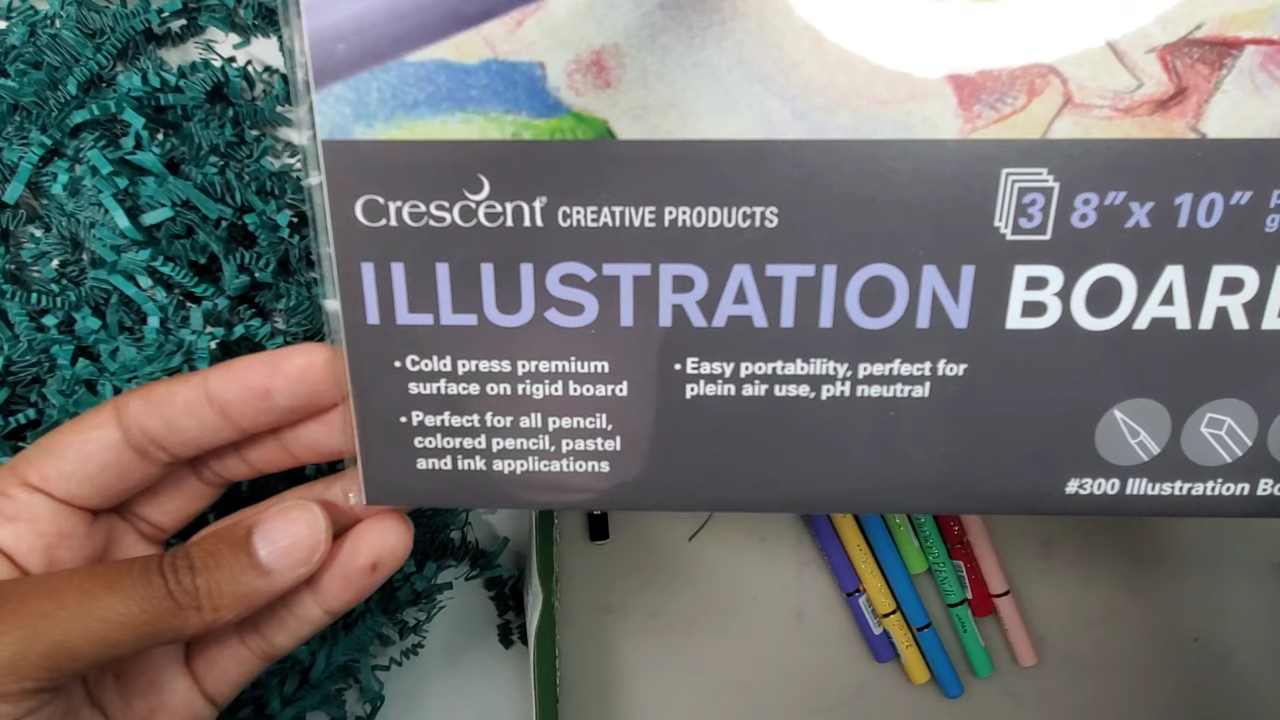 Crescent® CREATIVE PRODUCTS
3 8”x 10”
ILLUSTRATION BOARD
• Cold press premium
surface on rigid board
• Perfect for all pencil,
colored pencil, pastel
and ink applications
• Easy portability, perfect for
plein air use, pH neutral
#300 Illustration
JAPAN